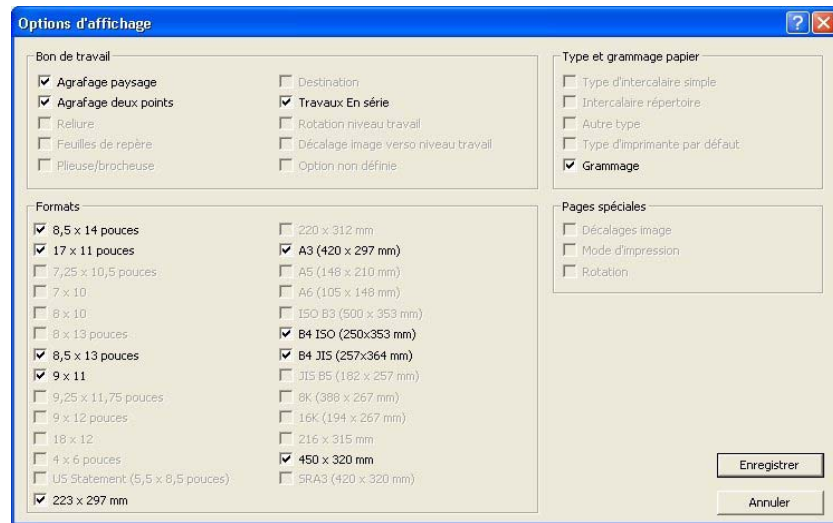 Options d'affichage
Bon de travail
Agrafage paysage
Agrafage deux points
Reliure
Feuilles de repère
Plieuse/brocheuse
Destination
Travaux En série
Rotation niveau travail
Décalage image verso niveau travail
Option non définie
Type et grammage papier
Type d'intercalaire simple
Intercalaire répertoire
Autre type
Type d'imprimante par défaut
Grammage
Formats
8,5 x 14 pouces
17 x 11 pouces
7,25 x 10,5 pouces
7 x 10
8 x 10
8 x 13 pouces
8,5 x 13 pouces
9 x 11
9,25 x 11,75 pouces
9 x 12 pouces
18 x 12
4 x 6 pouces
US Statement (5,5 x 8,5 pouces)
223 x 297 mm
220 x 312 mm
A3 (420 x 297 mm)
A5 (148 x 210 mm)
A6 (105 x 148 mm)
ISO B3 (500 x 353 mm)
B4 ISO (250x353 mm)
B4 JIS (257x364 mm)
JIS B5 (182 x 257 mm)
8K (388 x 267 mm)
16K (194 x 267 mm)
216 x 315 mm
450 x 320 mm
SRA3 (420 x 320 mm)
Pages spéciales
Décalages image
Mode d'impression
Rotation
Enregistrer
Annuler